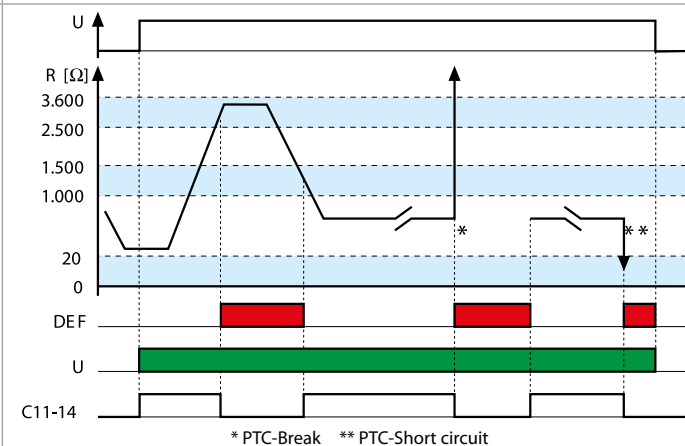 U
R [Ω]
3.600
2.500
1.500
1.000
*
**
20
0
DEF
U
C11-14
* PTC-Break ** PTC-Short circuit